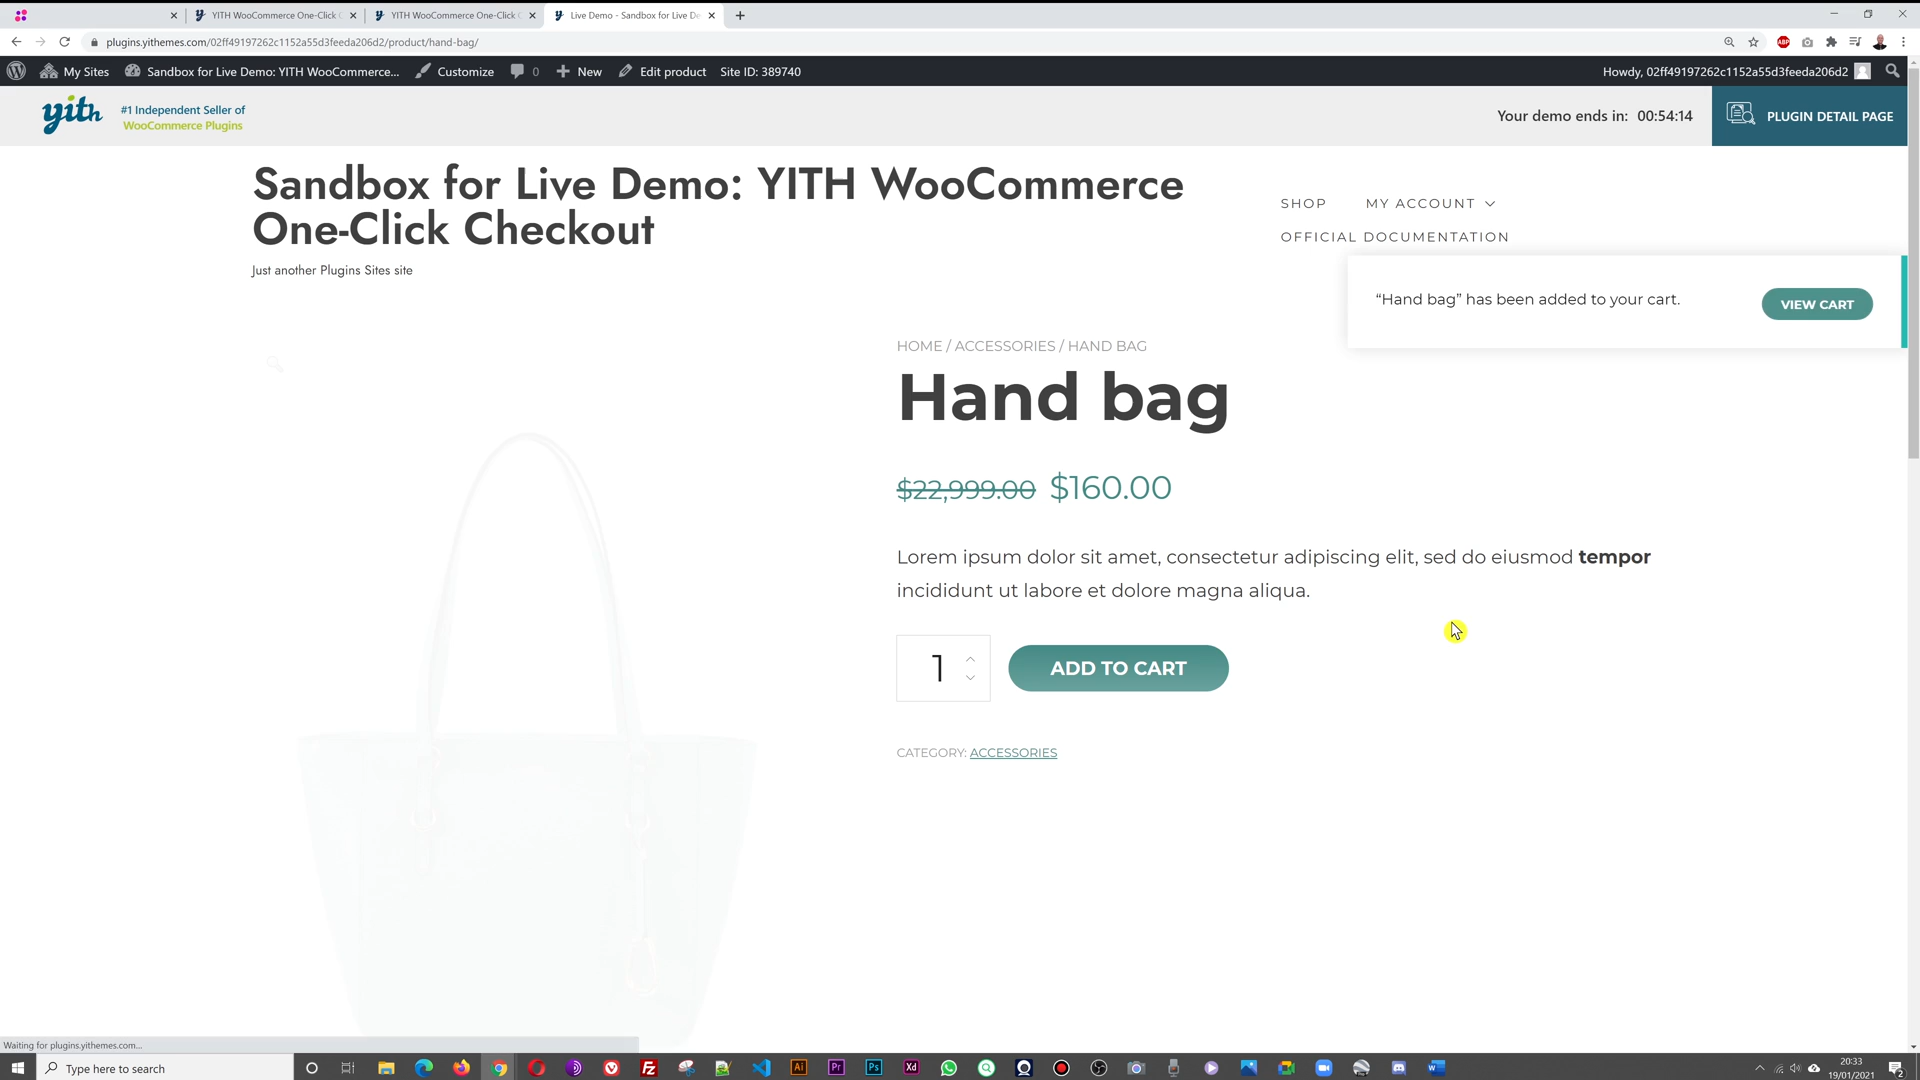 YITH WooCommerce One-Click
YITH WooCommerce One-Click
Live Demo - Sandbox for Live De
plugins.yithemes.com/02ff49197262c1152a55d3feeda206d2/product/hand-bag/
ABP
My Sites
Sandbox for Live Demo: YITH WooCommerce...
Customize
0
New
Edit product
Site ID: 389740
Howdy, 02ff49197262c1152a55d3feeda206d2
yith
#1 Independent Seller of
WooCommerce Plugins
Your demo ends in: 00:54:14
PLUGIN DETAIL PAGE
Sandbox for Live Demo: YITH WooCommerce
One-Click Checkout
Just another Plugins Sites site
SHOP
MY ACCOUNT
OFFICIAL DOCUMENTATION
“Hand bag” has been added to your cart.
VIEW CART
HOME / ACCESSORIES / HAND BAG
Hand bag
$22,999.00 $160.00
Lorem ipsum dolor sit amet, consectetur adipiscing elit, sed do eiusmod tempor
incididunt ut labore et dolore magna aliqua.
1
ADD TO CART
CATEGORY: ACCESSORIES
Waiting for plugins.yithemes.com...
Type here to search
Ai
Pr
Ps
Xd
20:33
19/01/2021
2